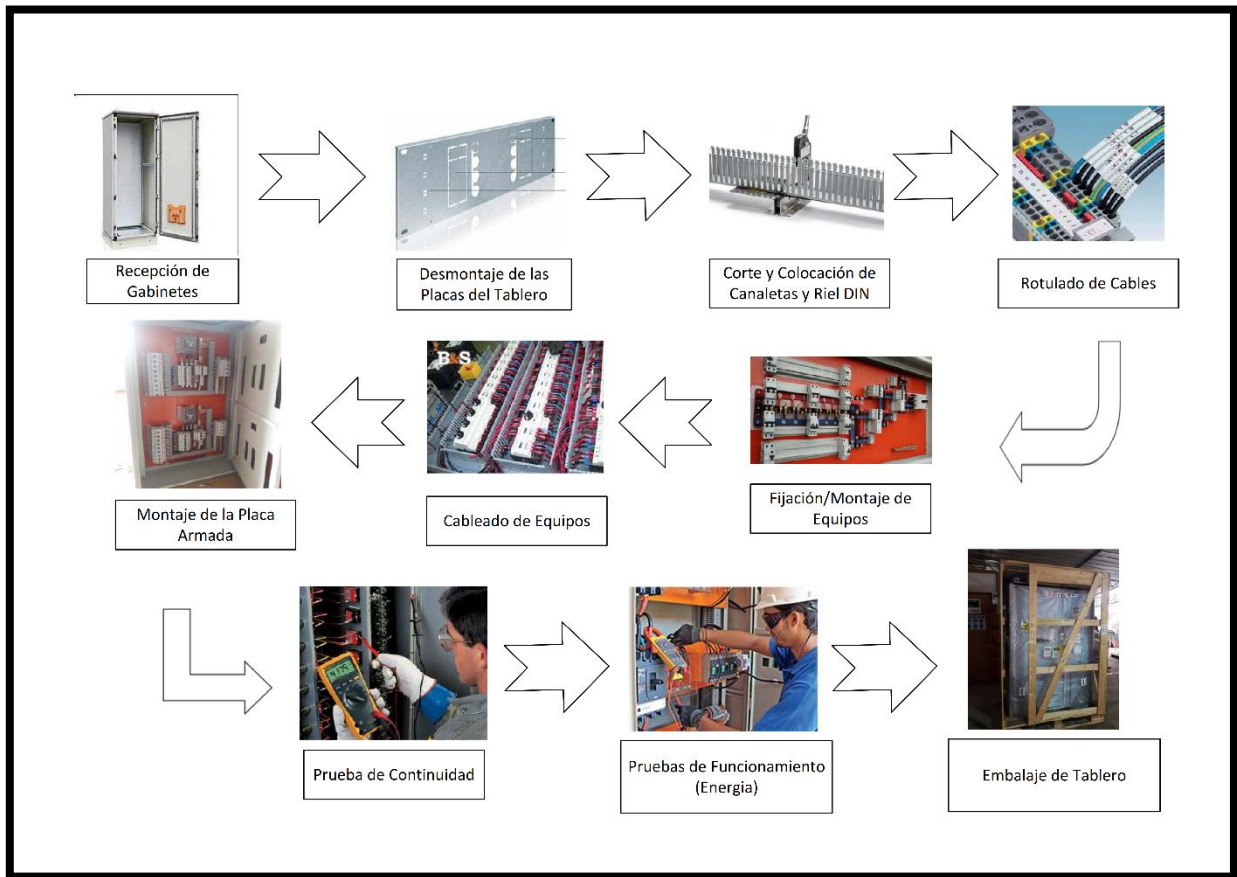 Recepción de
Gabinetes
Desmontaje de las
Placas del Tablero
Corte y Colocación de
Canaletas y Riel DIN
Rotulado de Cables
Montaje de la Placa
Armada
B&S
Cableado de Equipos
Fijación/Montaje de
Equipos
Prueba de Continuidad
Pruebas de Funcionamiento
(Energia)
Embalaje de Tablero